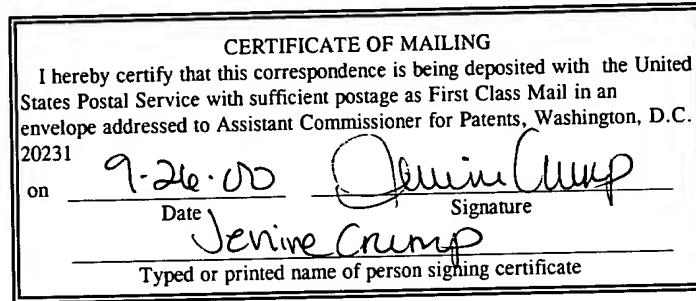 CERTIFICATE OF MAILING
I hereby certify that this correspondence is being deposited with the United
States Postal Service with sufficient postage as First Class Mail in an
envelope addressed to Assistant Commissioner for Patents, Washington, D.C.
20231
on 9-26-00 Jenine Crump
Date Signature
Jenine Crump
Typed or printed name of person signing certificate